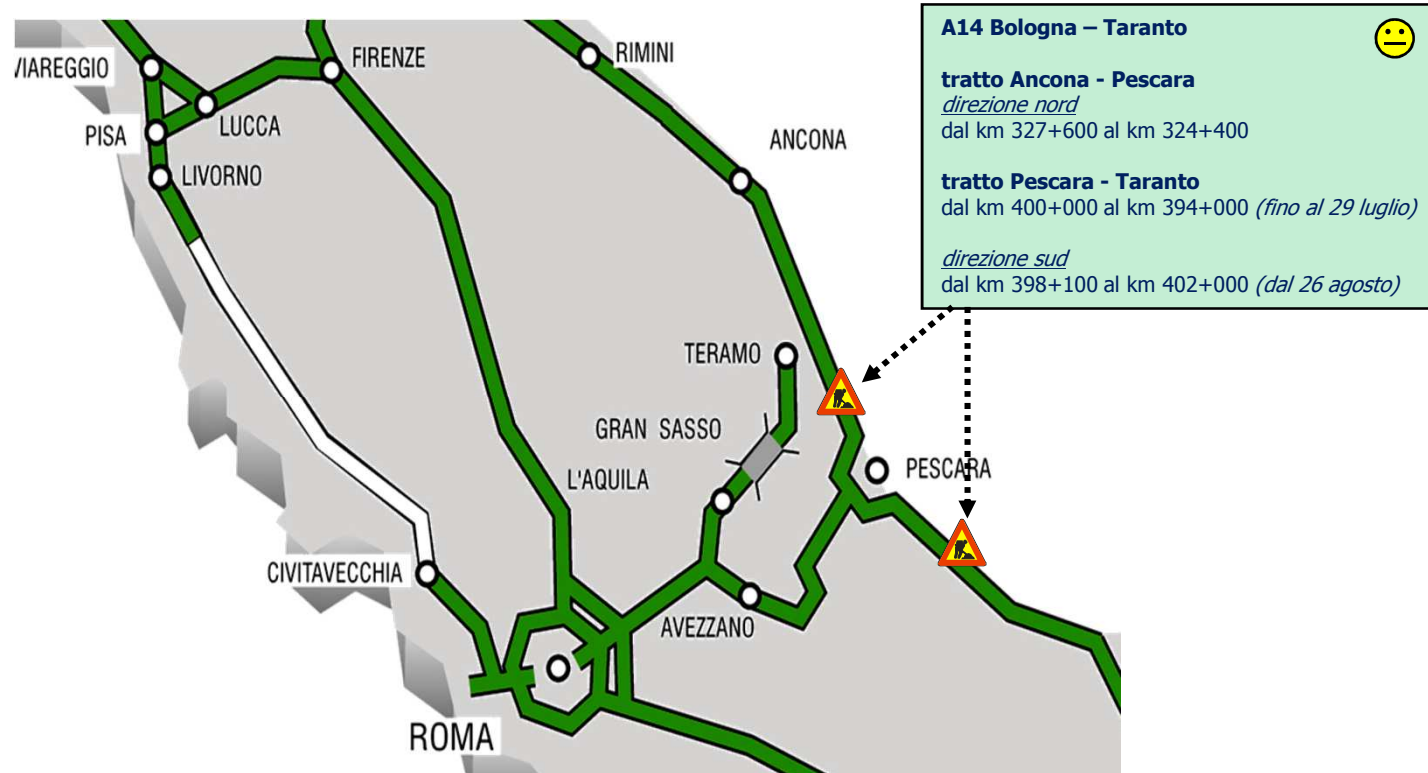 A14 Bologna – Taranto
tratto Ancona - Pescara
direzione nord
dal km 327+600 al km 324+400
tratto Pescara - Taranto
dal km 400+000 al km 394+000 (fino al 29 luglio)
direzione sud
dal km 398+100 al km 402+000 (dal 26 agosto)
VIAREGGIO
FIRENZE
RIMINI
PISA
LUCCA
ANCONA
LIVORNO
TERAMO
GRAN SASSO
L'AQUILA
PESCARA
CIVITAVECCHIA
AVEZZANO
ROMA